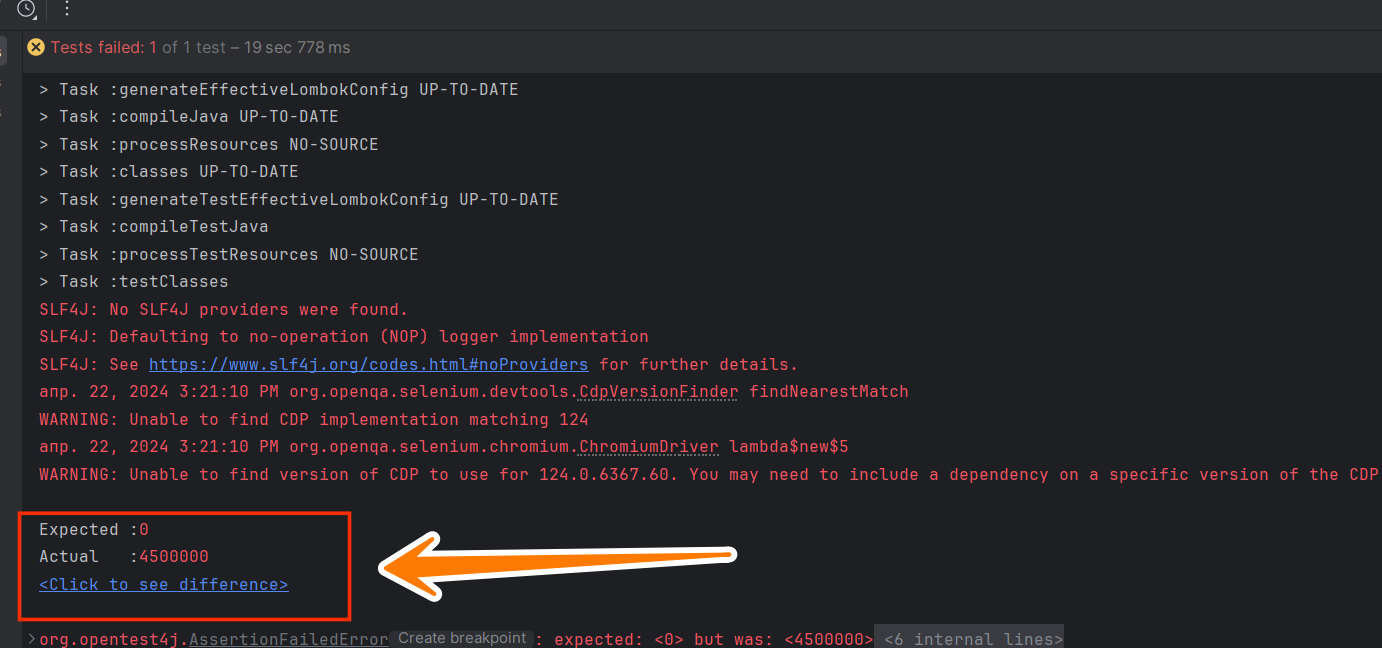 Tests failed: 1 of 1 test – 19 sec 778 ms
> Task :generateEffectiveLombokConfig UP-TO-DATE
> Task :compileJava UP-TO-DATE
> Task :processResources NO-SOURCE
> Task :classes UP-TO-DATE
> Task :generateTestEffectiveLombokConfig UP-TO-DATE
> Task :compileTestJava
> Task :processTestResources NO-SOURCE
> Task :testClasses
SLF4J: No SLF4J providers were found.
SLF4J: Defaulting to no-operation (NOP) logger implementation
SLF4J: See https://www.slf4j.org/codes.html#noProviders for further details.
апр. 22, 2024 3:21:10 PM org.openqa.selenium.devtools.CdpVersionFinder findNearestMatch
WARNING: Unable to find CDP implementation matching 124
апр. 22, 2024 3:21:10 PM org.openqa.selenium.chromium.ChromiumDriver lambda$new$5
WARNING: Unable to find version of CDP to use for 124.0.6367.60. You may need to include a dependency on a specific version of the CDP
Expected :0
Actual   :4500000
<Click to see difference>
org.opentest4j.AssertionFailedError Create breakpoint : expected: <0> but was: <4500000> <6 internal lines>